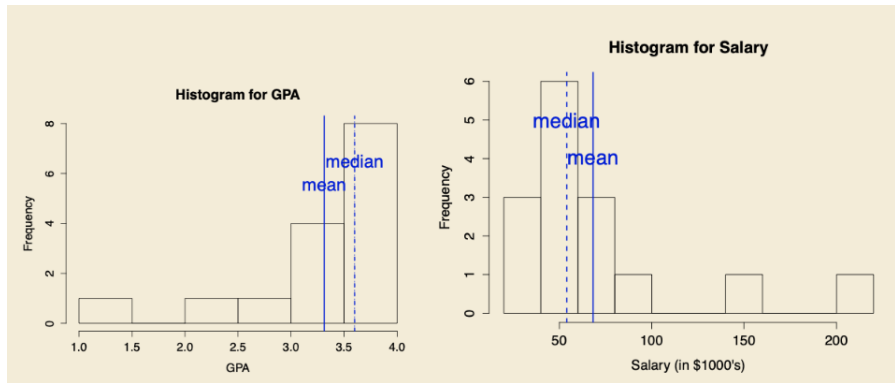 Histogram for GPA
Frequency
8
6
4
2
0
median
mean
1.0 1.5 2.0 2.5 3.0 3.5 4.0
GPA
Histogram for Salary
Frequency
6
5
4
3
2
1
0
median
mean
50 100 150 200
Salary (in $1000's)